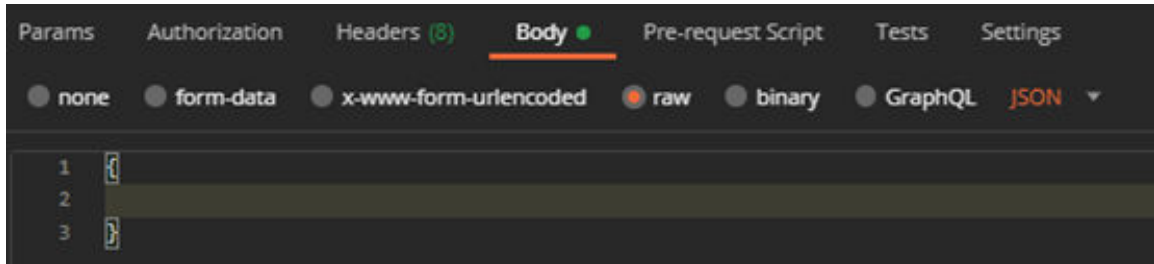 Params Authorization Headers (8) Body Pre-request Script Tests Settings
none form-data x-www-form-urlencoded raw binary GraphQL JSON
1 {
2
3 }